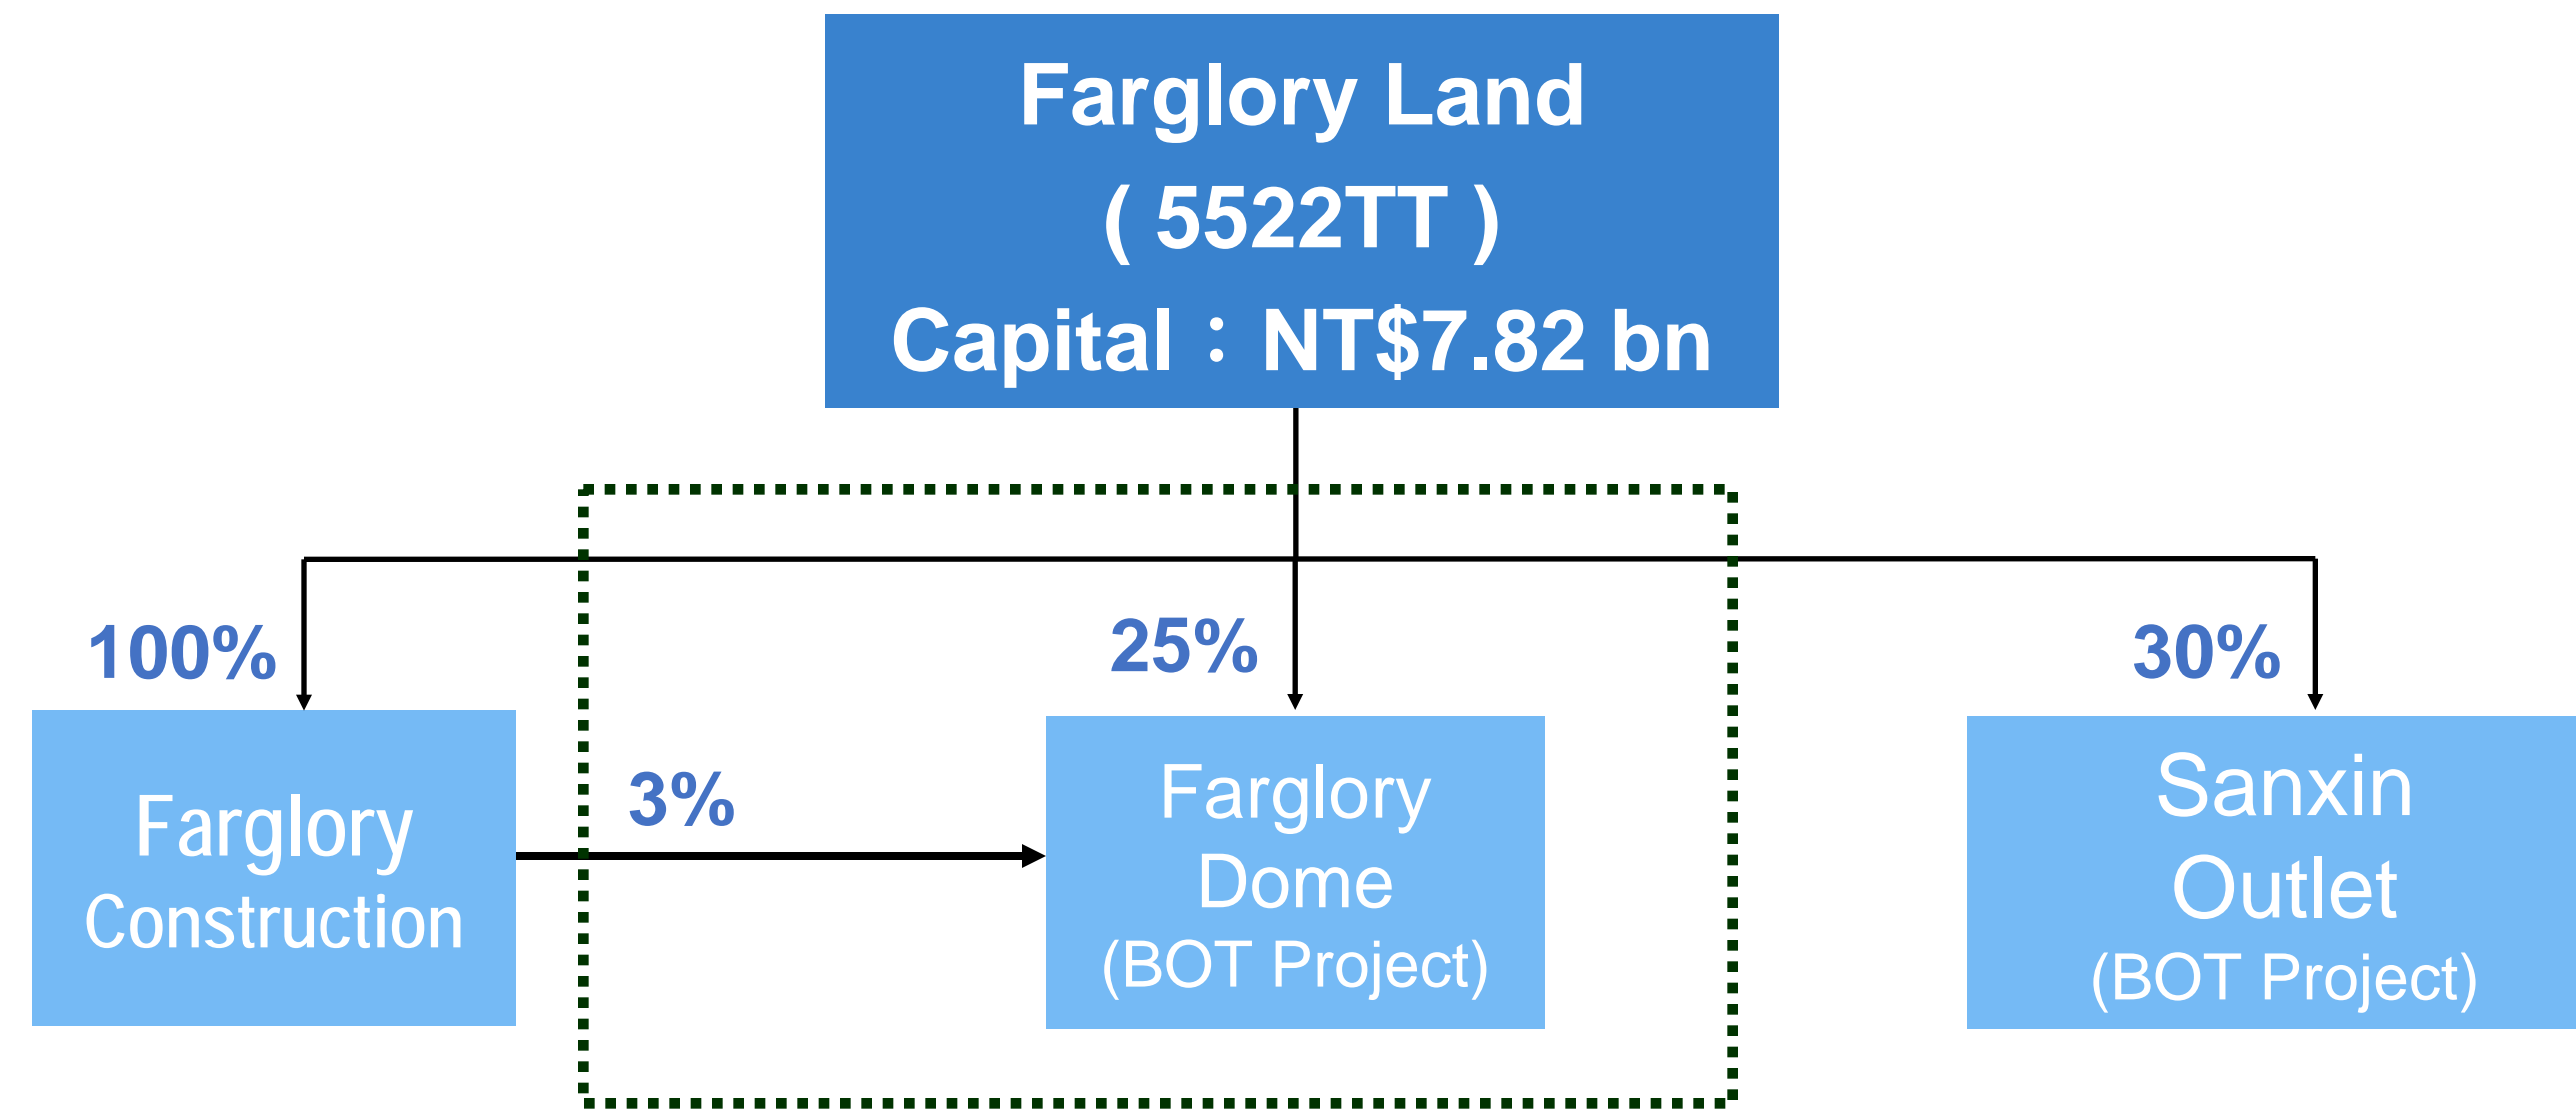 Farglory Land
( 5522TT )
Capital：NT$7.82 bn
100%
25%
30%
3%
Farglory
Construction
Farglory
Dome
(BOT Project)
Sanxin
Outlet
(BOT Project)